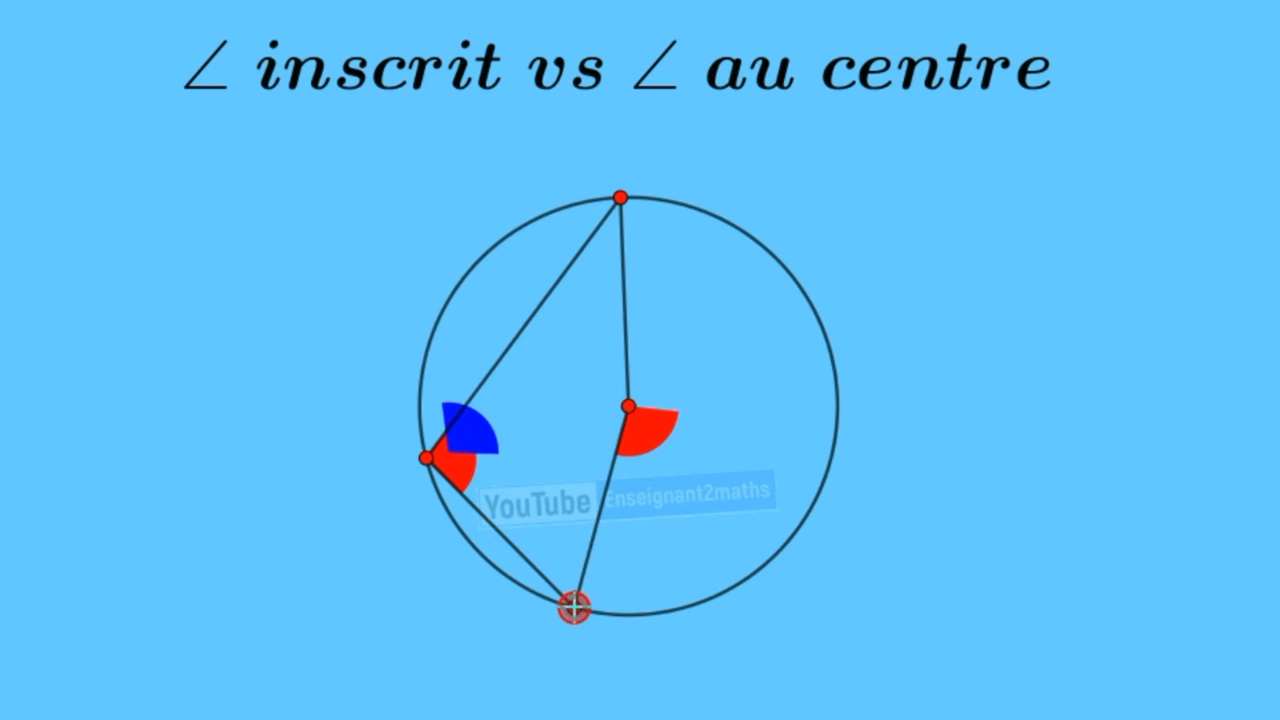 ∠ inscrit vs ∠ au centre
YouTube Enseignant2maths